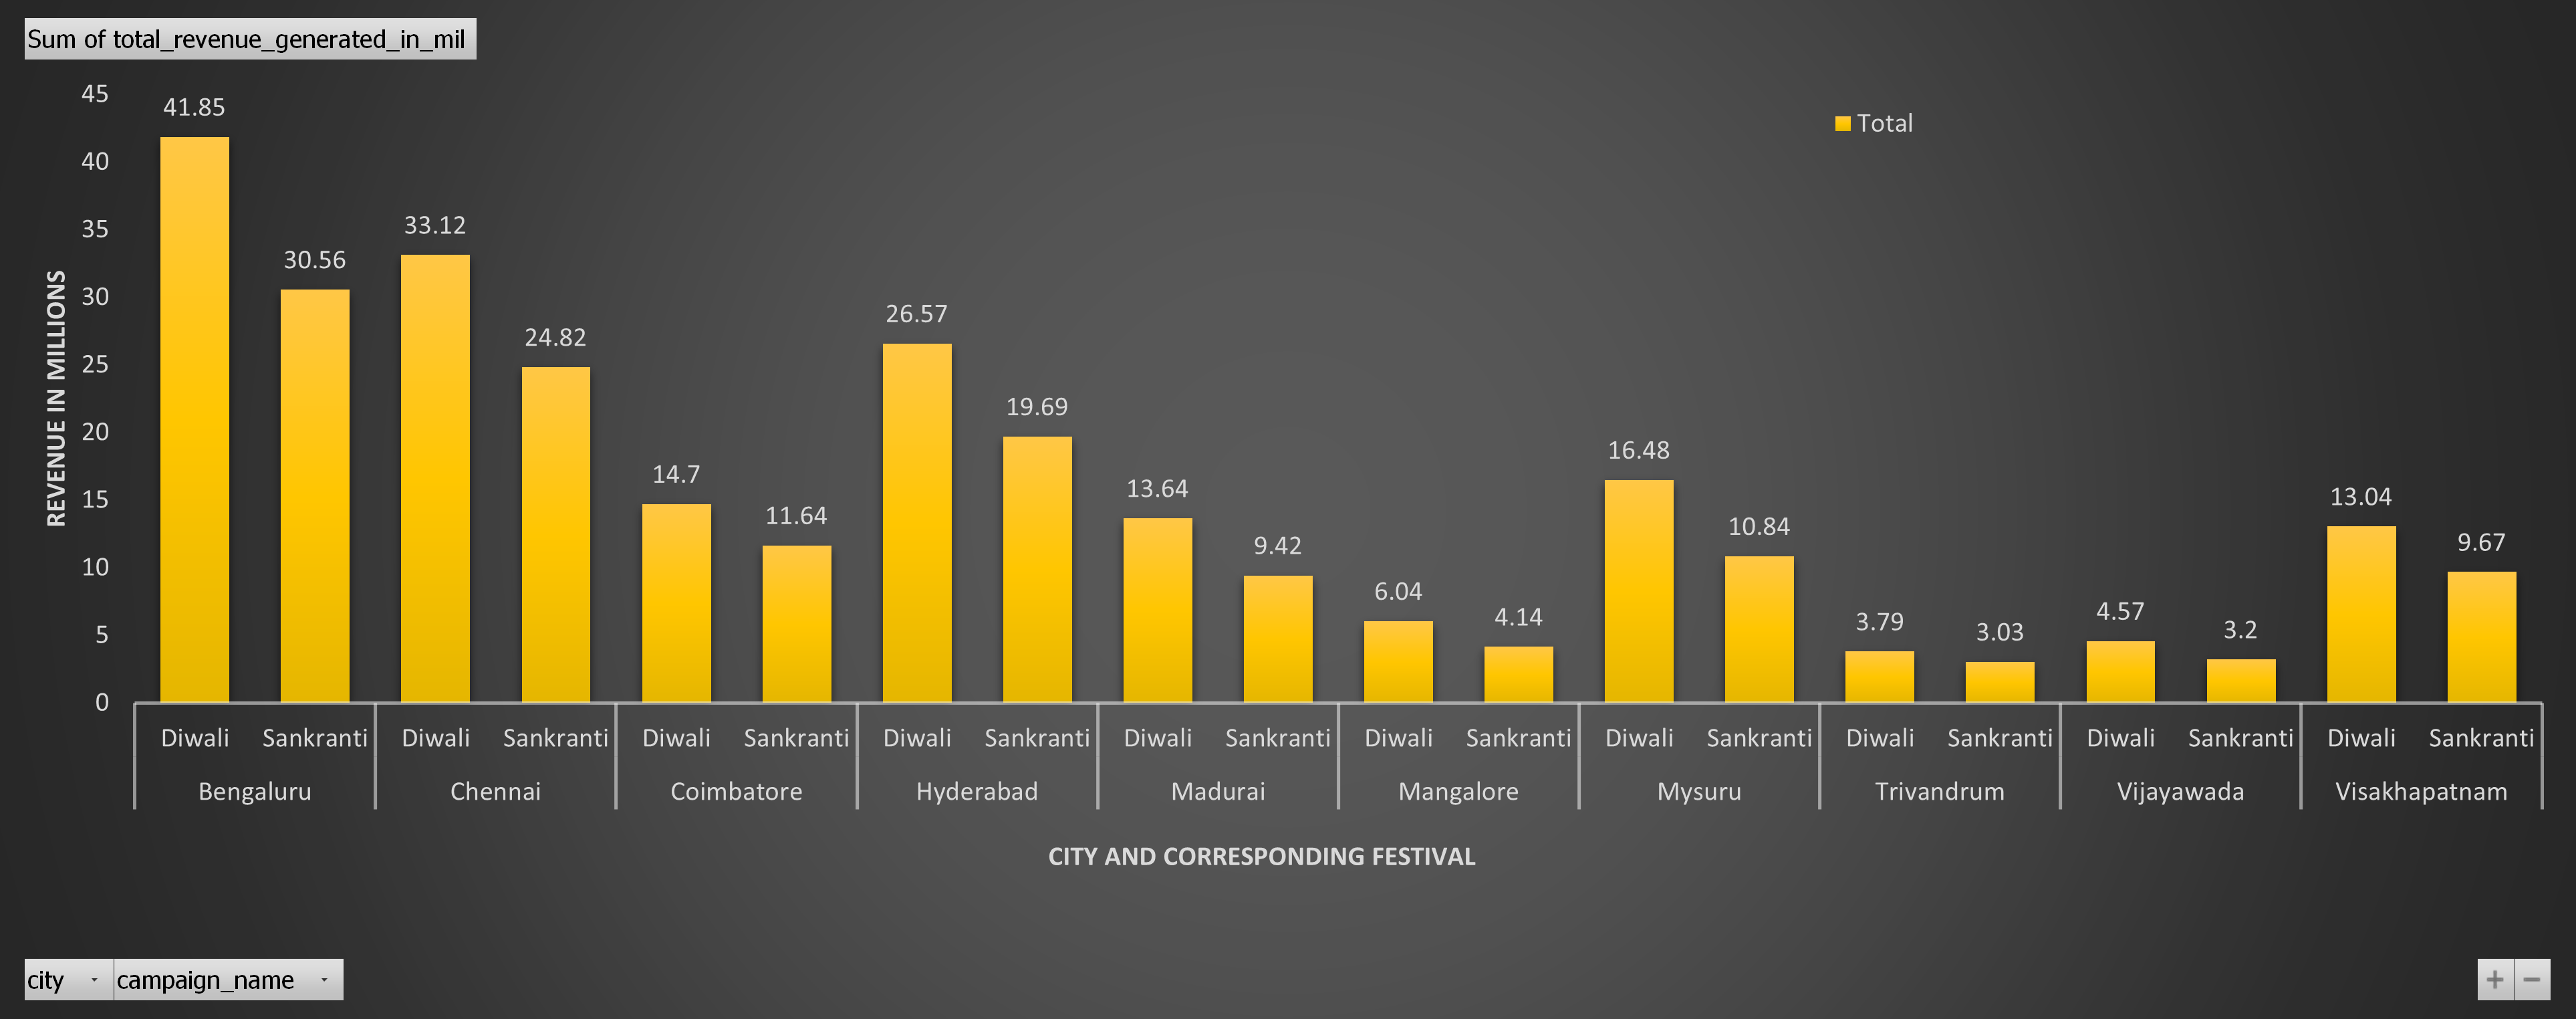 Sum of total_revenue_generated_in_mil
Total
REVENUE IN MILLIONS
45
40
35
30
25
20
15
10
5
0
41.85 30.56 33.12 24.82 14.7 11.64 26.57 19.69 13.64 9.42 6.04 4.14 16.48 10.84 3.79 3.03 4.57 3.2 13.04 9.67
Diwali Sankranti Diwali Sankranti Diwali Sankranti Diwali Sankranti Diwali Sankranti Diwali Sankranti Diwali Sankranti Diwali Sankranti Diwali Sankranti Diwali Sankranti
Bengaluru Chennai Coimbatore Hyderabad Madurai Mangalore Mysuru Trivandrum Vijayawada Visakhapatnam
CITY AND CORRESPONDING FESTIVAL
city campaign_name
+ −